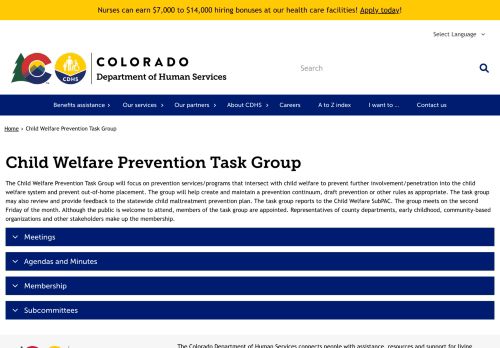 Nurses can earn $7,000 to $14,000 hiring bonuses at our health care facilities! Apply today!
Select Language
CDHS
COLORADO
Department of Human Services
Search
Benefits assistance
Our services
Our partners
About CDHS
Careers
A to Z index
I want to ...
Contact us
Home › Child Welfare Prevention Task Group
Child Welfare Prevention Task Group
The Child Welfare Prevention Task Group will focus on prevention services/programs that intersect with child welfare to prevent further involvement/penetration into the child
welfare system and prevent out-of-home placement. The group will help create and maintain a prevention continuum, draft prevention or other rules as appropriate. The task group
may also review and provide feedback to the statewide child maltreatment prevention plan. The task group reports to the Child Welfare SubPAC. The group meets on the second
Friday of the month. Although the public is welcome to attend, members of the task group are appointed. Representatives of county departments, early childhood, community-based
organizations and other stakeholders make up the membership.
Meetings
Agendas and Minutes
Membership
Subcommittees
The Colorado Department of Human Services connects people with assistance, resources and support for living